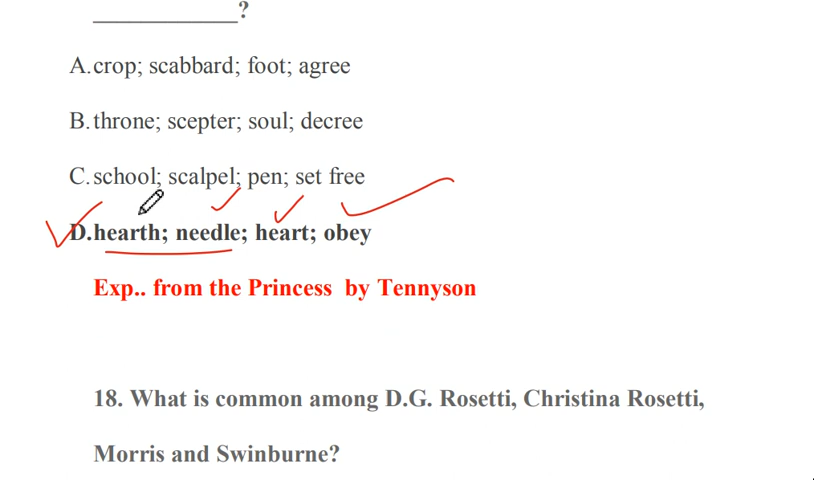 ____________?
A.crop; scabbard; foot; agree
B.throne; scepter; soul; decree
C.school; scalpel; pen; set free
D.hearth; needle; heart; obey
Exp.. from the Princess by Tennyson
18. What is common among D.G. Rosetti, Christina Rosetti,
Morris and Swinburne?